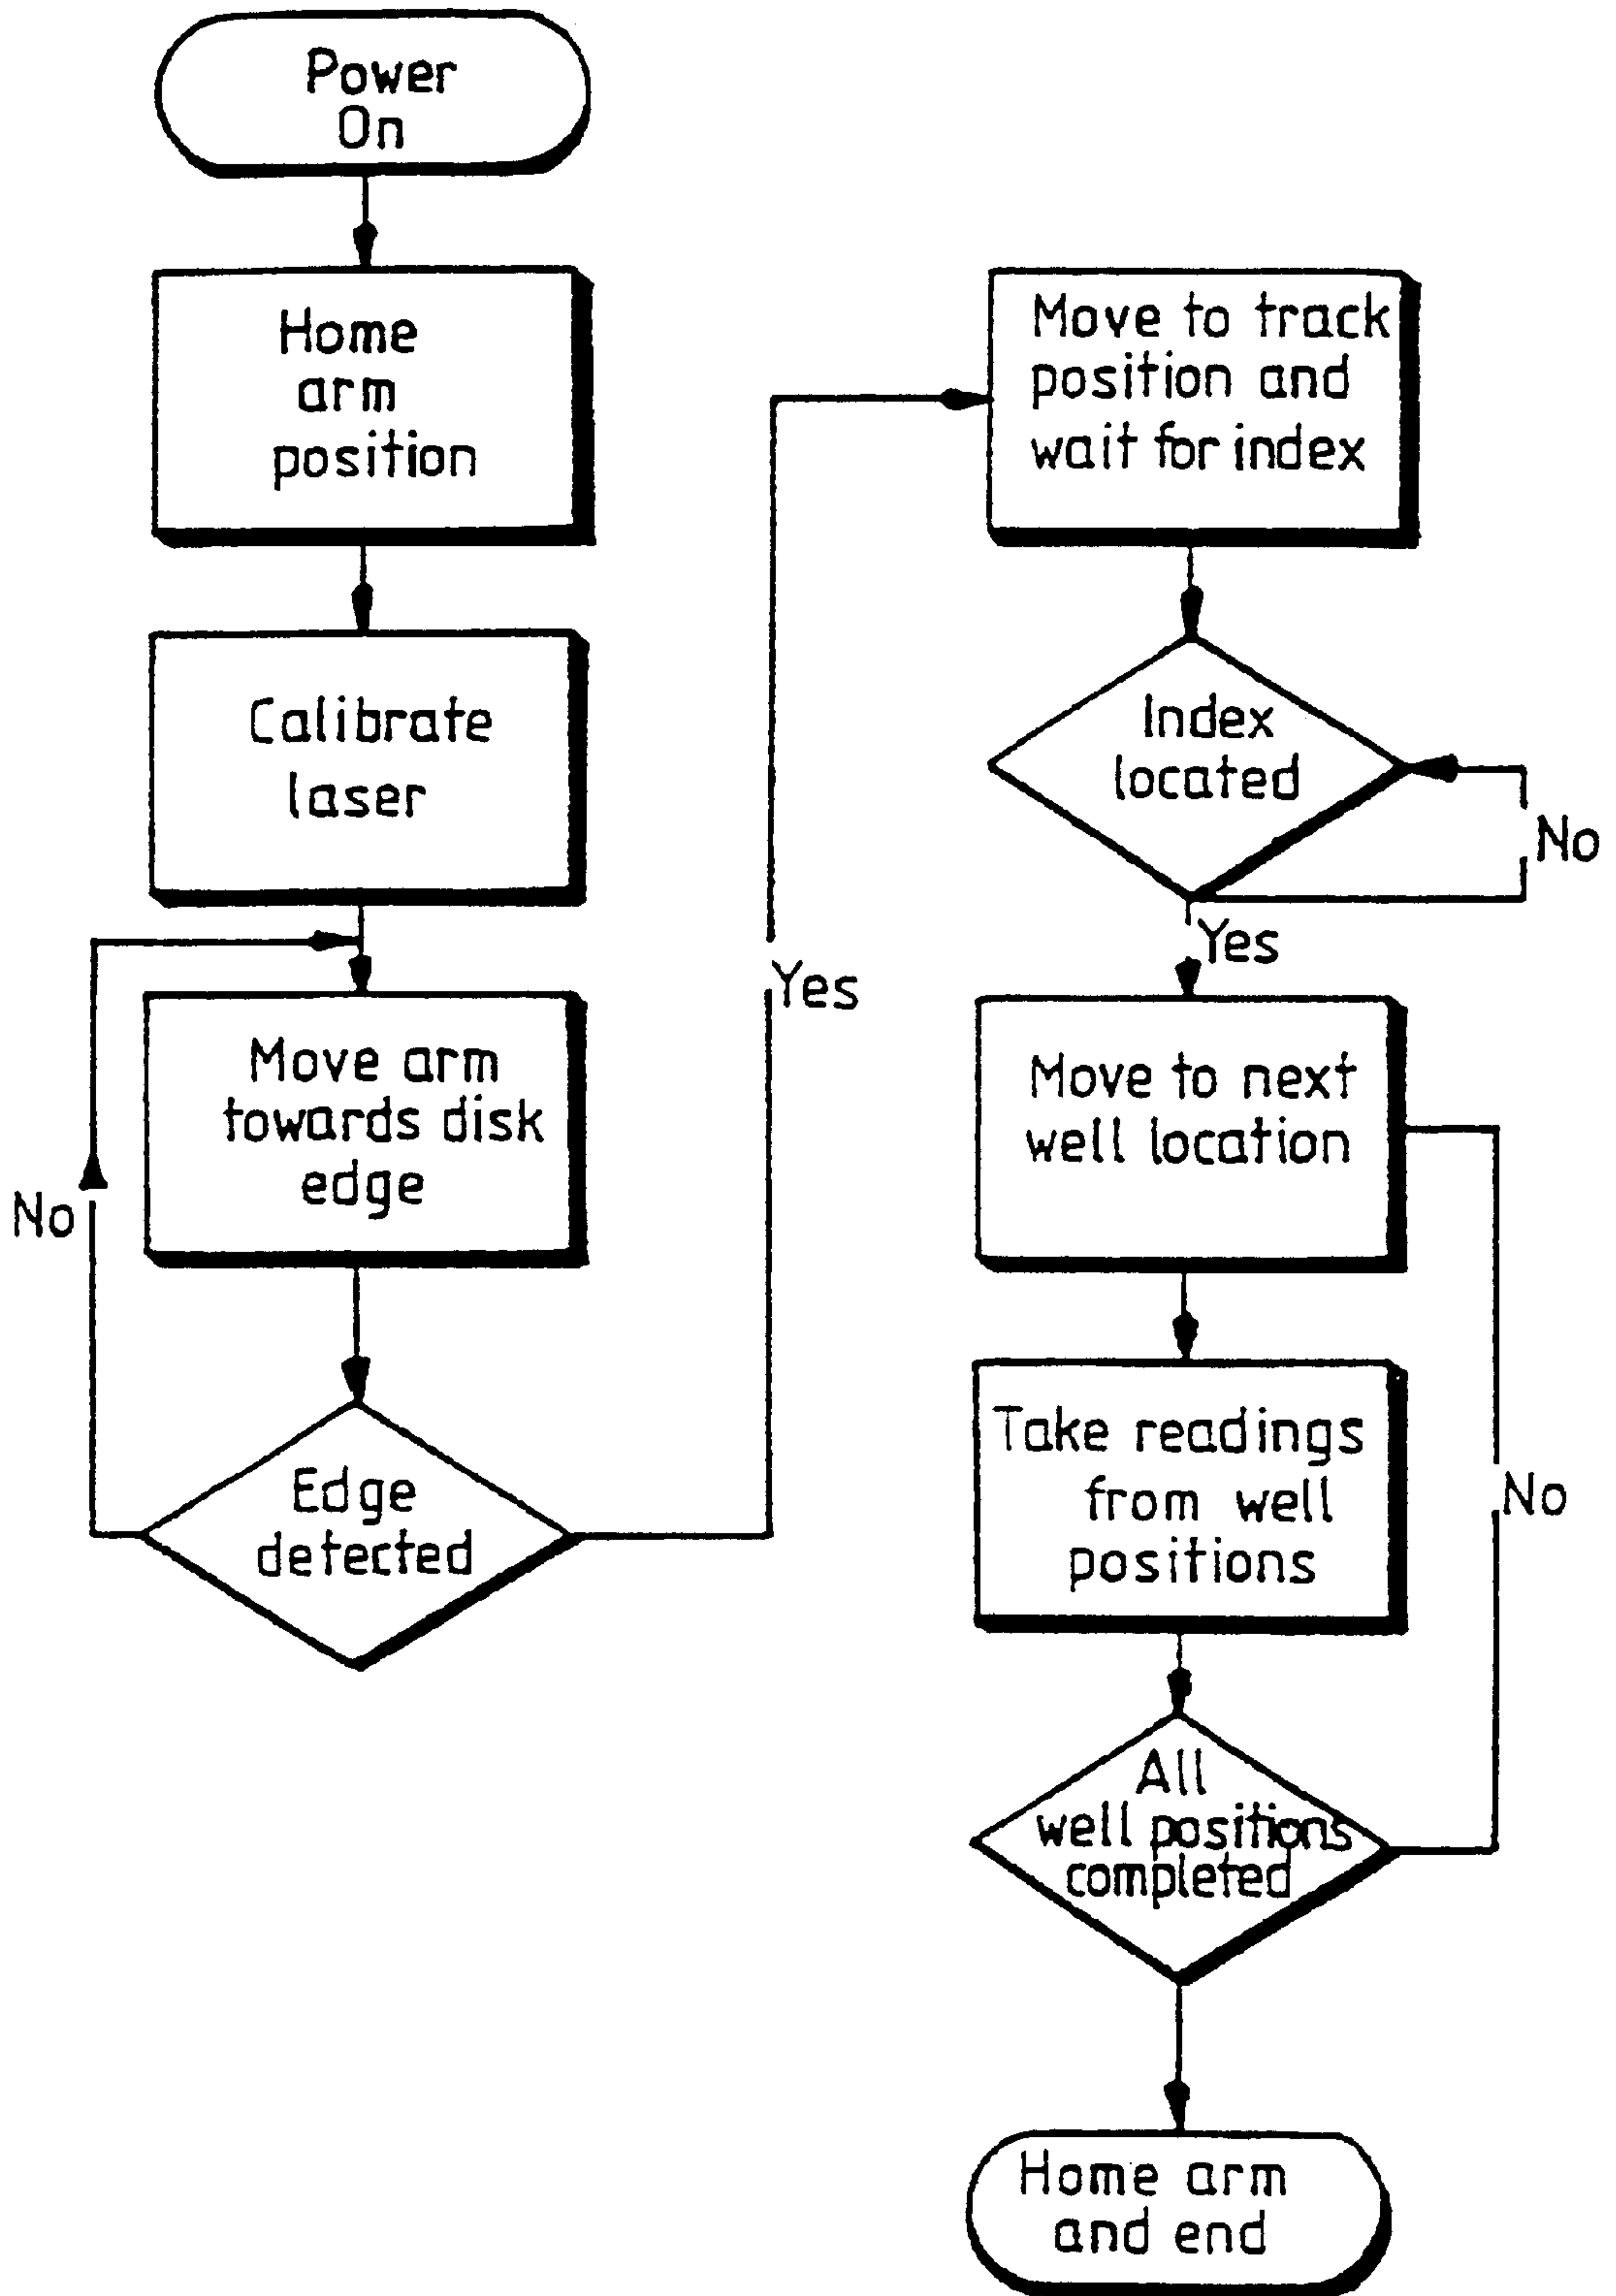 Power
On
Home
arm
position
Calibrate
laser
Move arm
towards disk
edge
No
Edge
detected
Yes
Move to track
position and
wait for index
Index
located
No
Yes
Move to next
well location
Take readings
from well
positions
No
All
well positions
completed
Home arm
and end